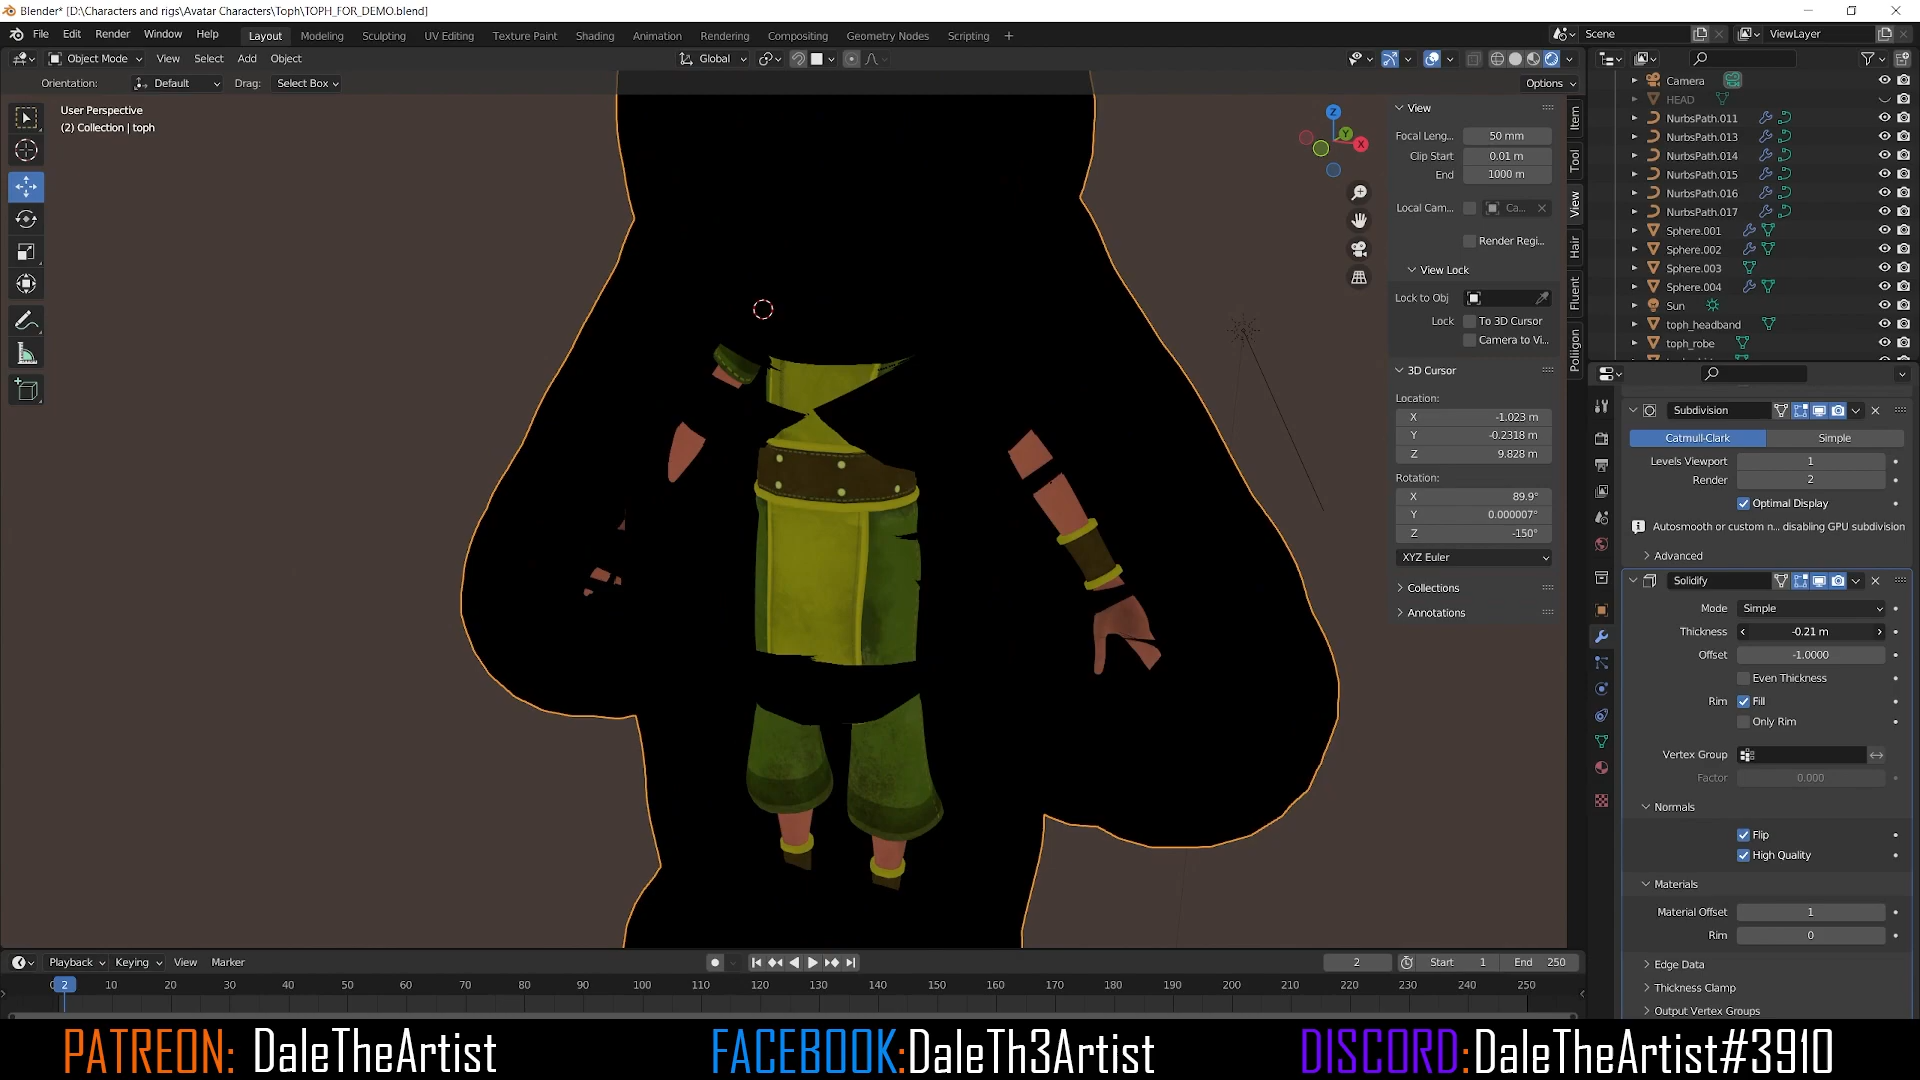 Blender* [D:\Characters and rigs\Avatar Characters\Toph\TOPH_FOR_DEMO.blend]
File Edit Render Window Help Layout Modeling Sculpting UV Editing Texture Paint Shading Animation Rendering Compositing Geometry Nodes Scripting + Scene ViewLayer
Object Mode View Select Add Object Global
Orientation: Default Drag: Select Box Options
User Perspective
(2) Collection | toph
Z
Y
X
View
Focal Leng... 50 mm
Clip Start 0.01 m
End 1000 m
Local Cam... Ca...
Render Regi...
View Lock
Lock to Obj
Lock To 3D Cursor
Camera to Vi...
3D Cursor
Location:
X -1.023 m
Y -0.2318 m
Z 9.828 m
Rotation:
X 89.9°
Y 0.000007°
Z -150°
XYZ Euler
Collections
Annotations
Item
Tool
View
Hair
Fluent
Poliigon
Camera
HEAD
NurbsPath.011
NurbsPath.013
NurbsPath.014
NurbsPath.015
NurbsPath.016
NurbsPath.017
Sphere.001
Sphere.002
Sphere.003
Sphere.004
Sun
toph_headband
toph_robe
Subdivision
Catmull-Clark Simple
Levels Viewport 1
Render 2
Optimal Display
Autosmooth or custom n... disabling GPU subdivision
Advanced
Solidify
Mode Simple
Thickness -0.21 m
Offset -1.0000
Even Thickness
Rim Fill
Only Rim
Vertex Group
Factor 0.000
Normals
Flip
High Quality
Materials
Material Offset 1
Rim 0
Edge Data
Thickness Clamp
Output Vertex Groups
Playback Keying View Marker 2 Start 1 End 250
2 10 20 30 40 50 60 70 80 90 100 110 120 130 140 150 160 170 180 190 200 210 220 230 240 250
PATREON: DaleTheArtist FACEBOOK:DaleTh3Artist DISCORD:DaleTheArtist#3910